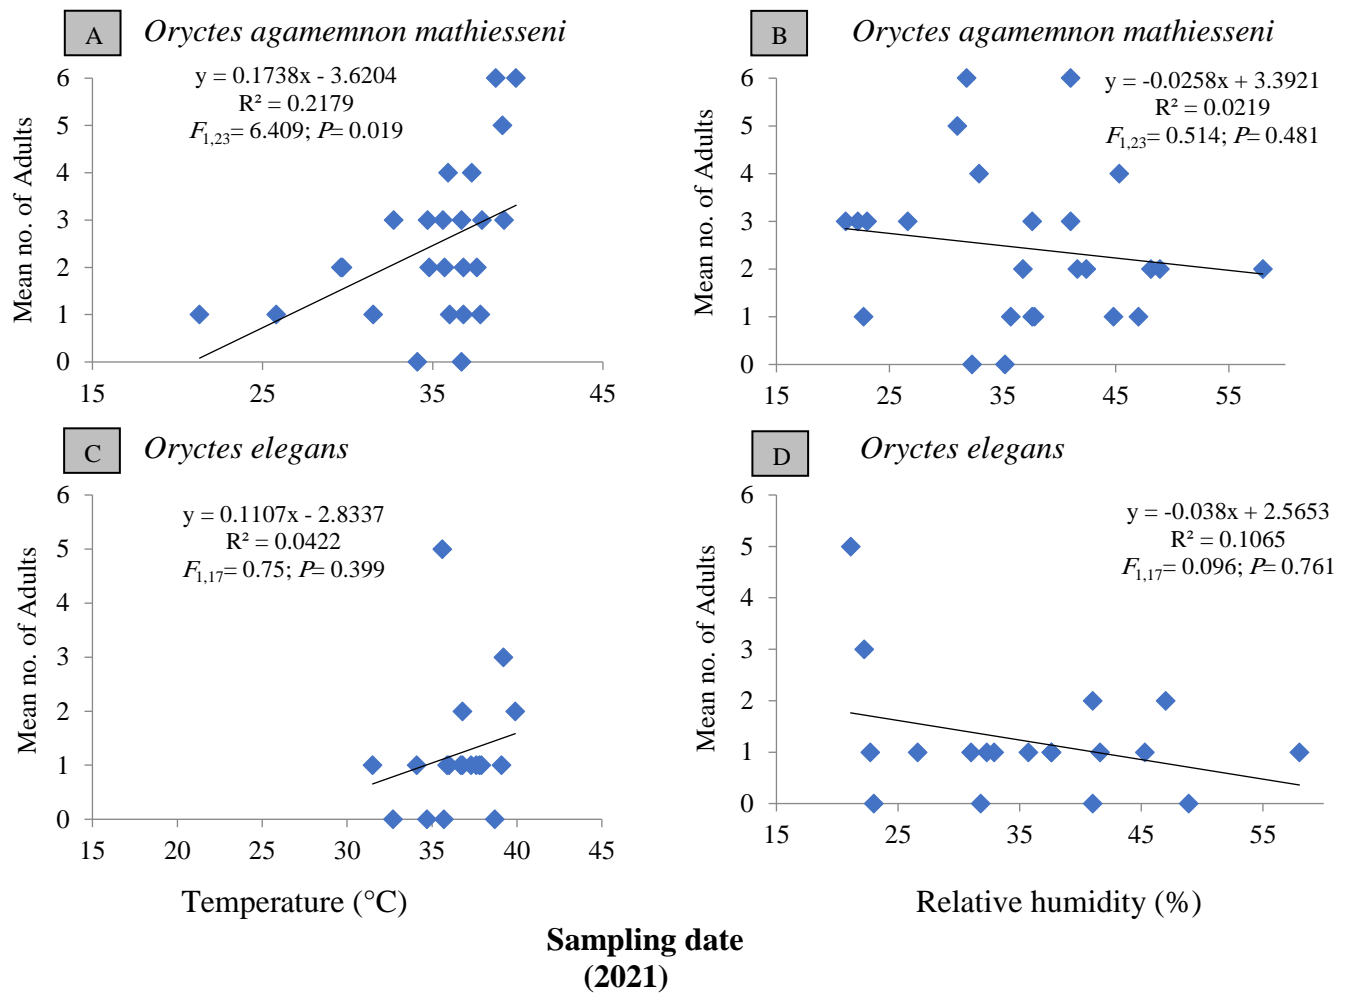 A
Oryctes agamemnon mathiesseni
y = 0.1738x - 3.6204
R² = 0.2179
F1,23= 6.409; P= 0.019
Mean no. of Adults
6
5
4
3
2
1
0
15 25 35 45
B
Oryctes agamemnon mathiesseni
y = -0.0258x + 3.3921
R² = 0.0219
F1,23= 0.514; P= 0.481
Mean no. of Adults
6
5
4
3
2
1
0
15 25 35 45 55
C
Oryctes elegans
y = 0.1107x - 2.8337
R² = 0.0422
F1,17= 0.75; P= 0.399
Mean no. of Adults
6
5
4
3
2
1
0
15 20 25 30 35 40 45
Temperature (°C)
D
Oryctes elegans
y = -0.038x + 2.5653
R² = 0.1065
F1,17= 0.096; P= 0.761
Mean no. of Adults
6
5
4
3
2
1
0
15 25 35 45 55
Relative humidity (%)
Sampling date
(2021)